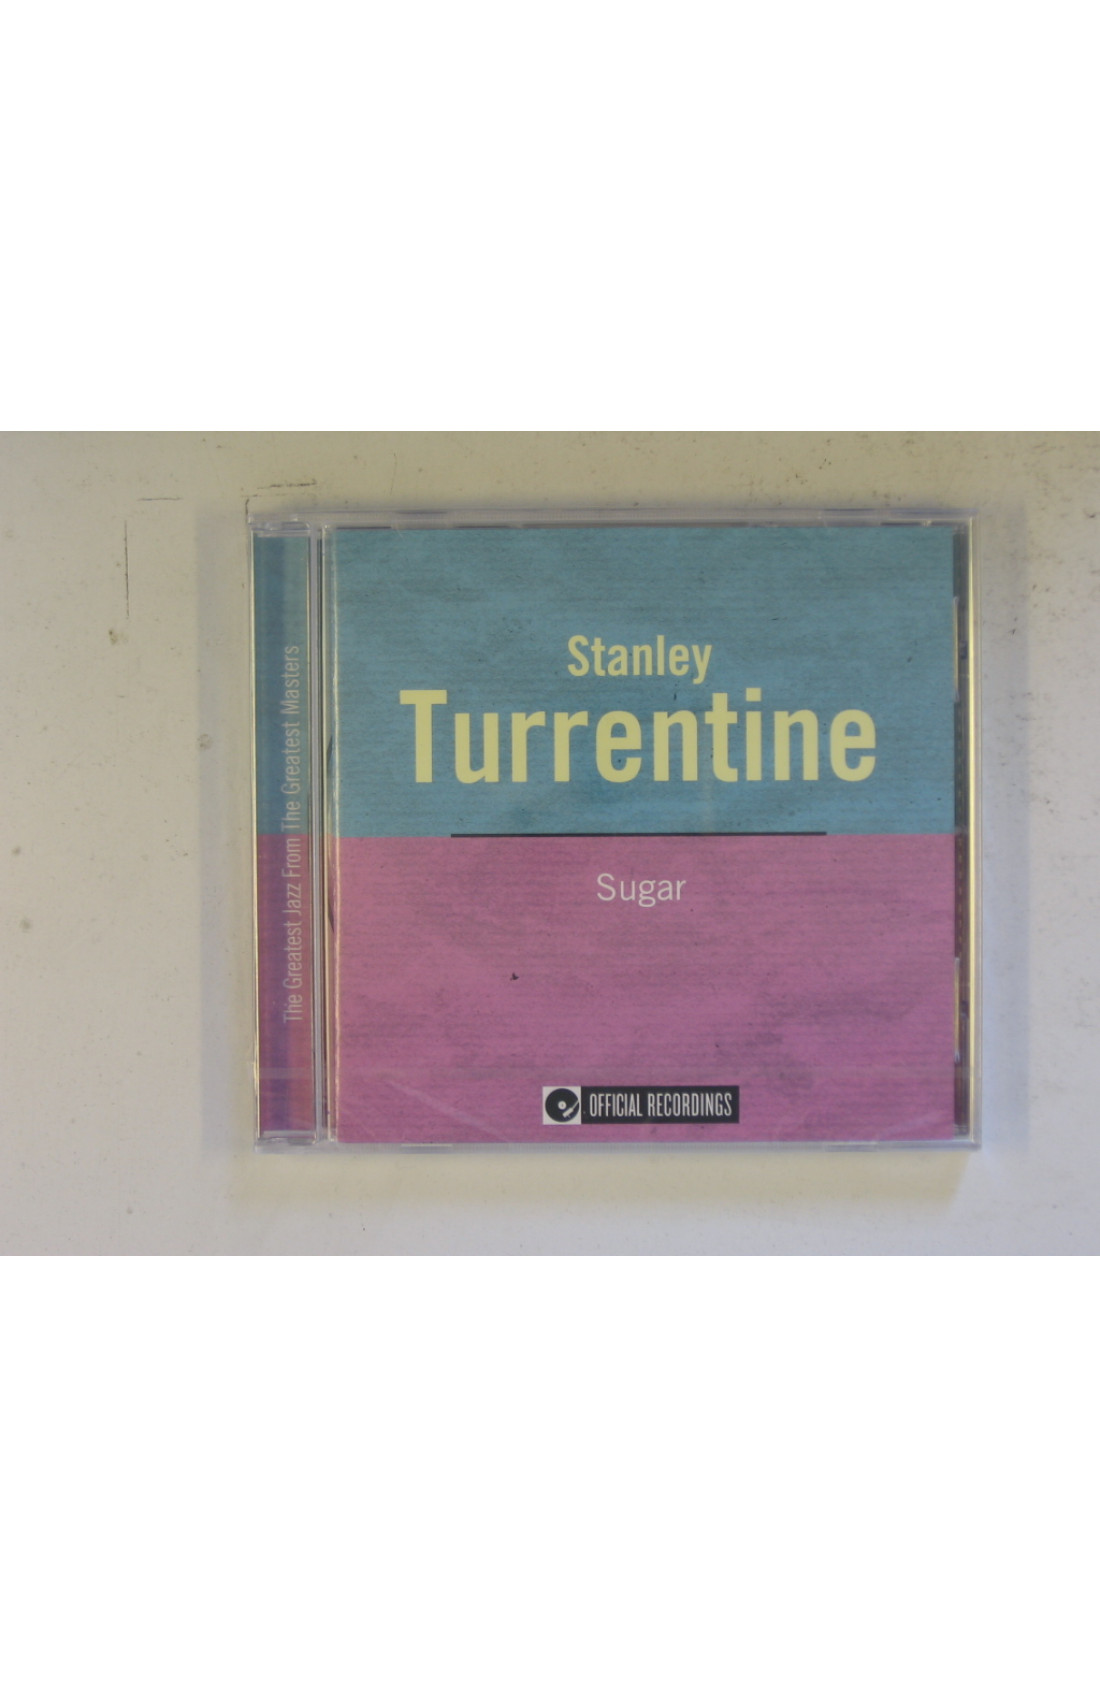 The Greatest Jazz From The Greatest Masters
Stanley
Turrentine
Sugar
OFFICIAL RECORDINGS